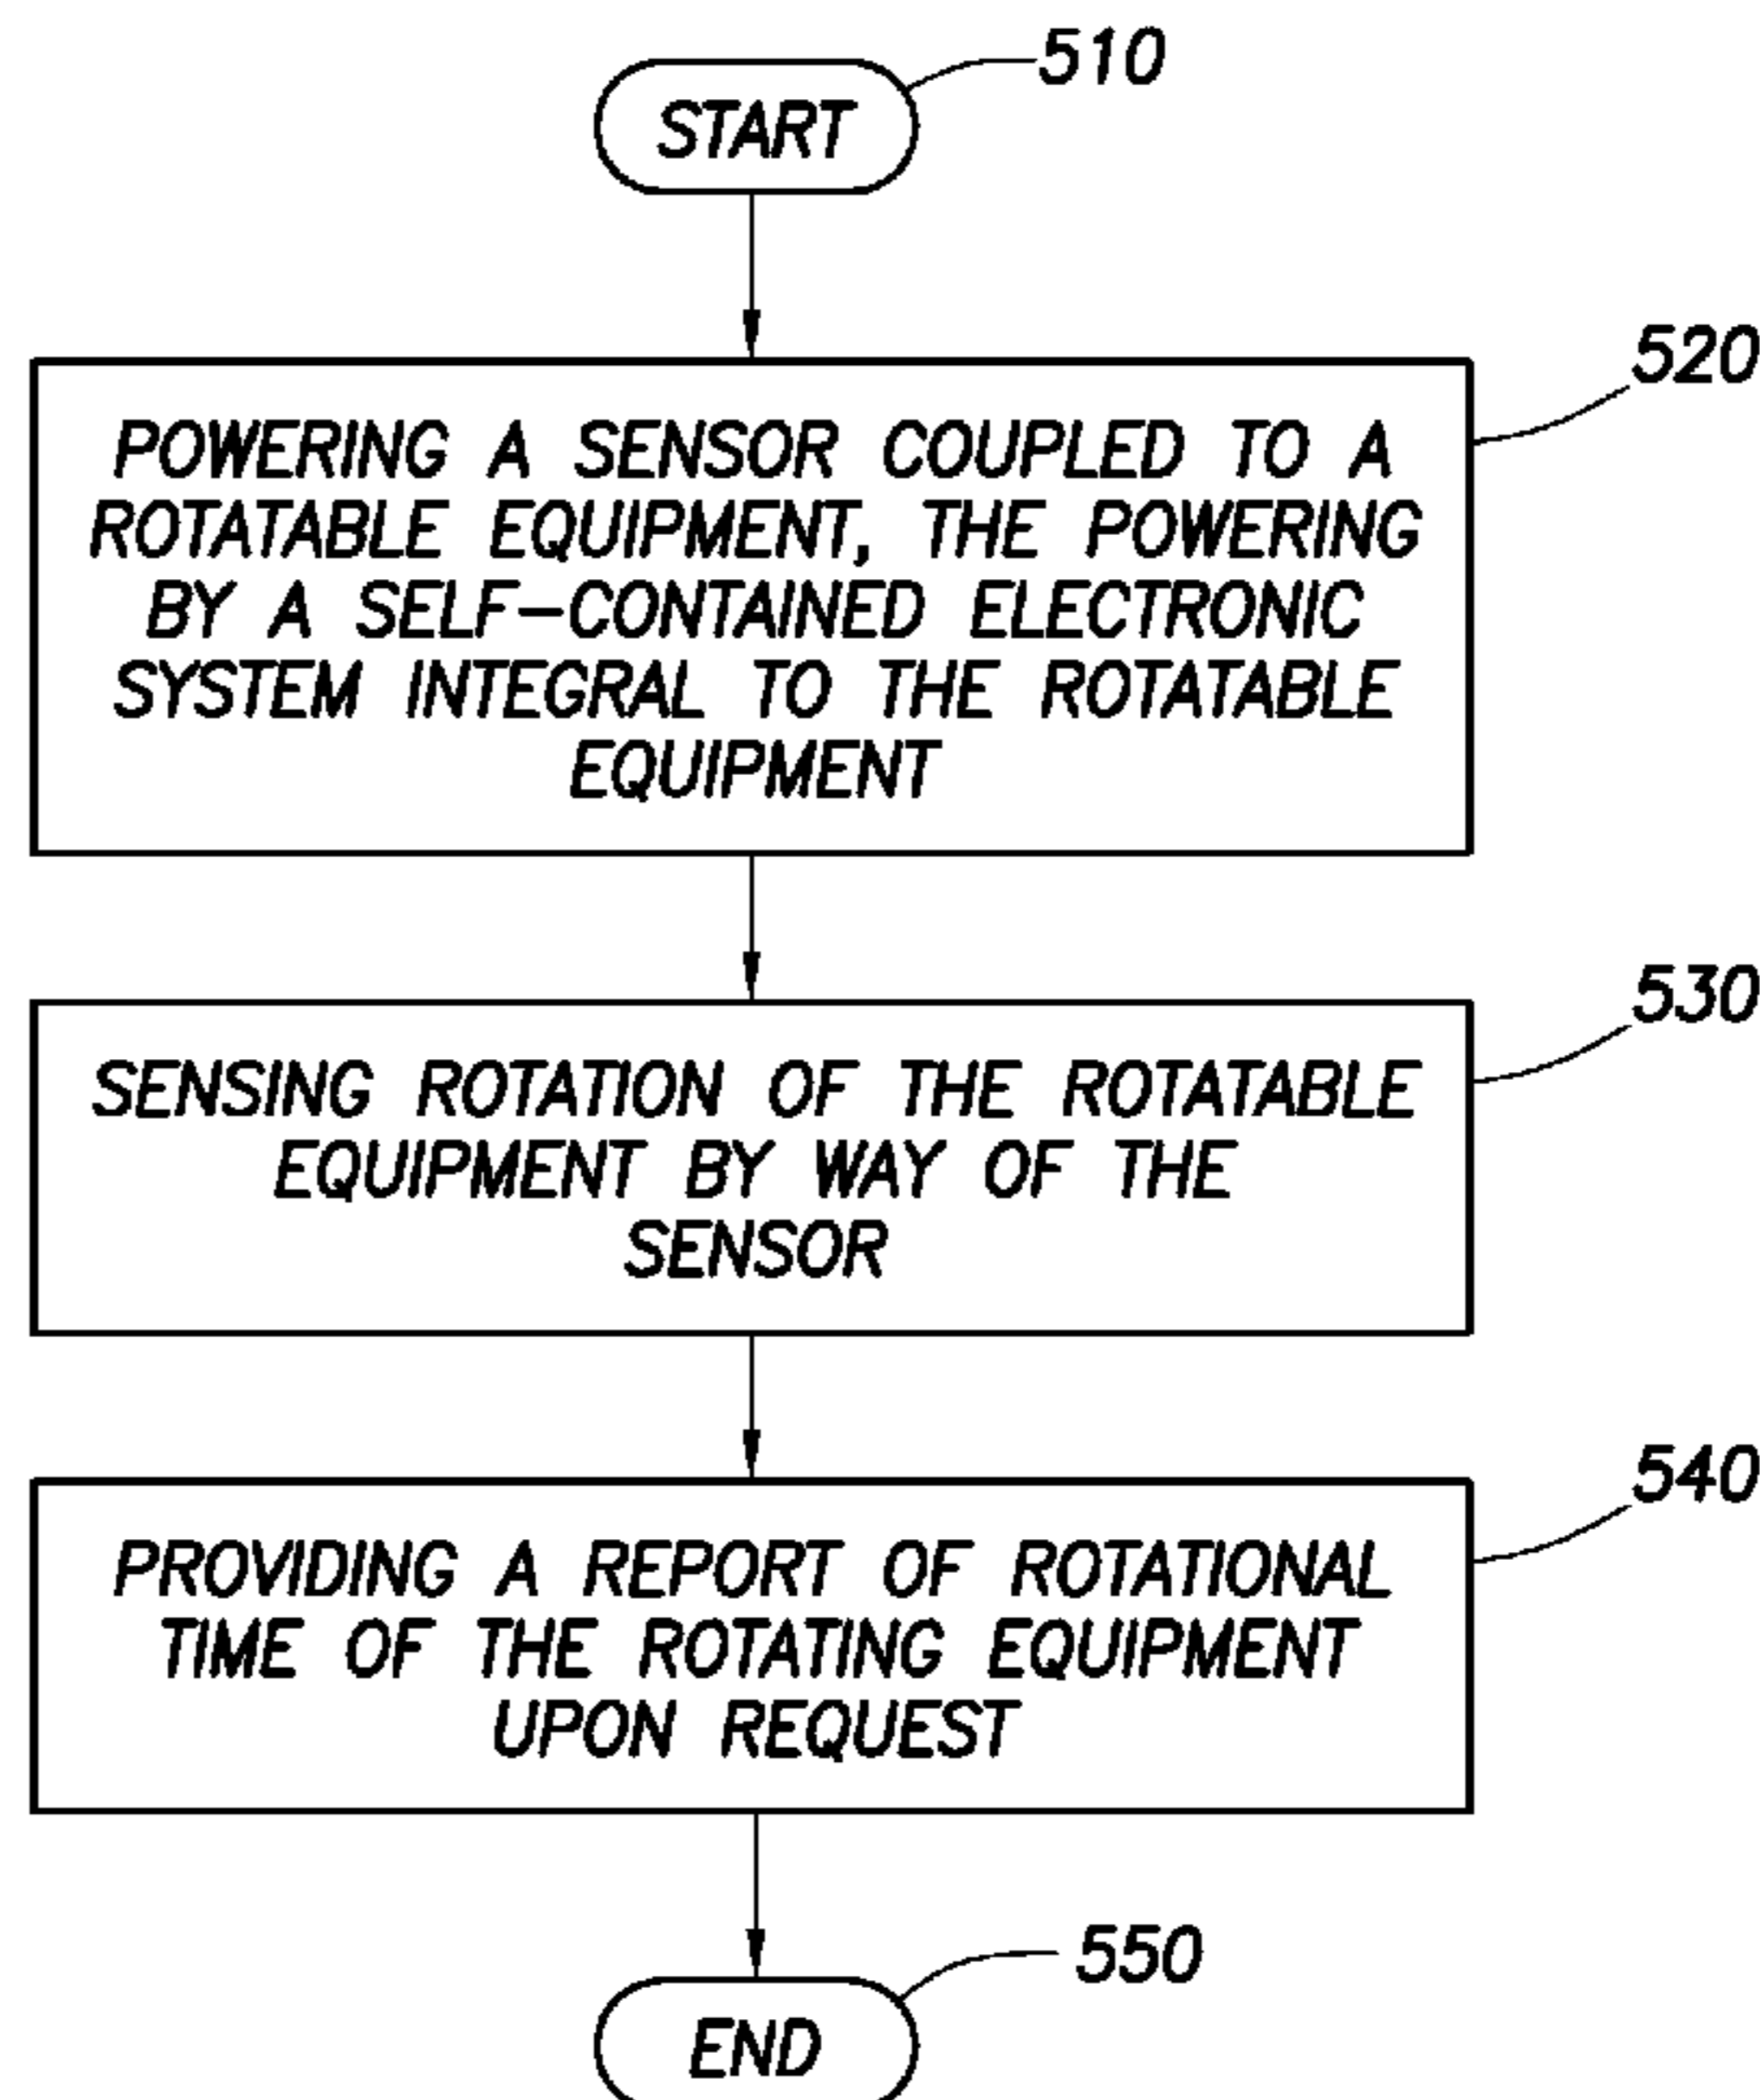 510
START
520
POWERING A SENSOR COUPLED TO A
ROTATABLE EQUIPMENT, THE POWERING
BY A SELF-CONTAINED ELECTRONIC
SYSTEM INTEGRAL TO THE ROTATABLE
EQUIPMENT
530
SENSING ROTATION OF THE ROTATABLE
EQUIPMENT BY WAY OF THE
SENSOR
540
PROVIDING A REPORT OF ROTATIONAL
TIME OF THE ROTATING EQUIPMENT
UPON REQUEST
550
END